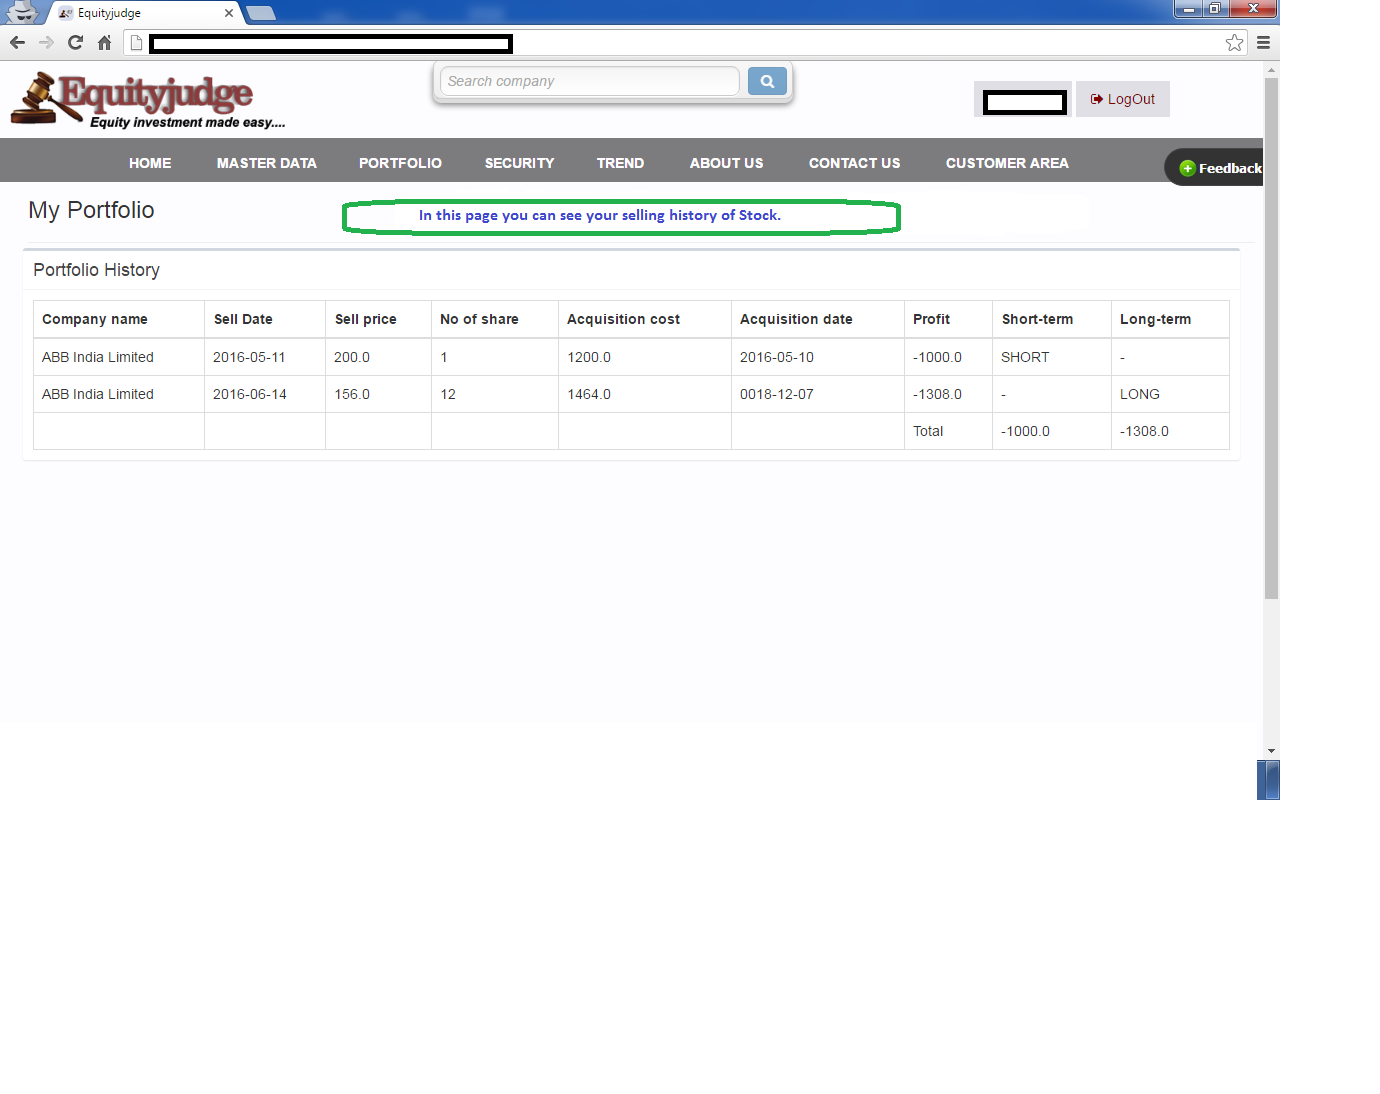 Equityjudge
Equityjudge
Equity investment made easy....
Search company
LogOut
HOME MASTER DATA PORTFOLIO SECURITY TREND ABOUT US CONTACT US CUSTOMER AREA
Feedback
My Portfolio
In this page you can see your selling history of Stock.
Portfolio History
Company name Sell Date Sell price No of share Acquisition cost Acquisition date Profit Short-term Long-term
ABB India Limited 2016-05-11 200.0 1 1200.0 2016-05-10 -1000.0 SHORT -
ABB India Limited 2016-06-14 156.0 12 1464.0 0018-12-07 -1308.0 - LONG
Total -1000.0 -1308.0